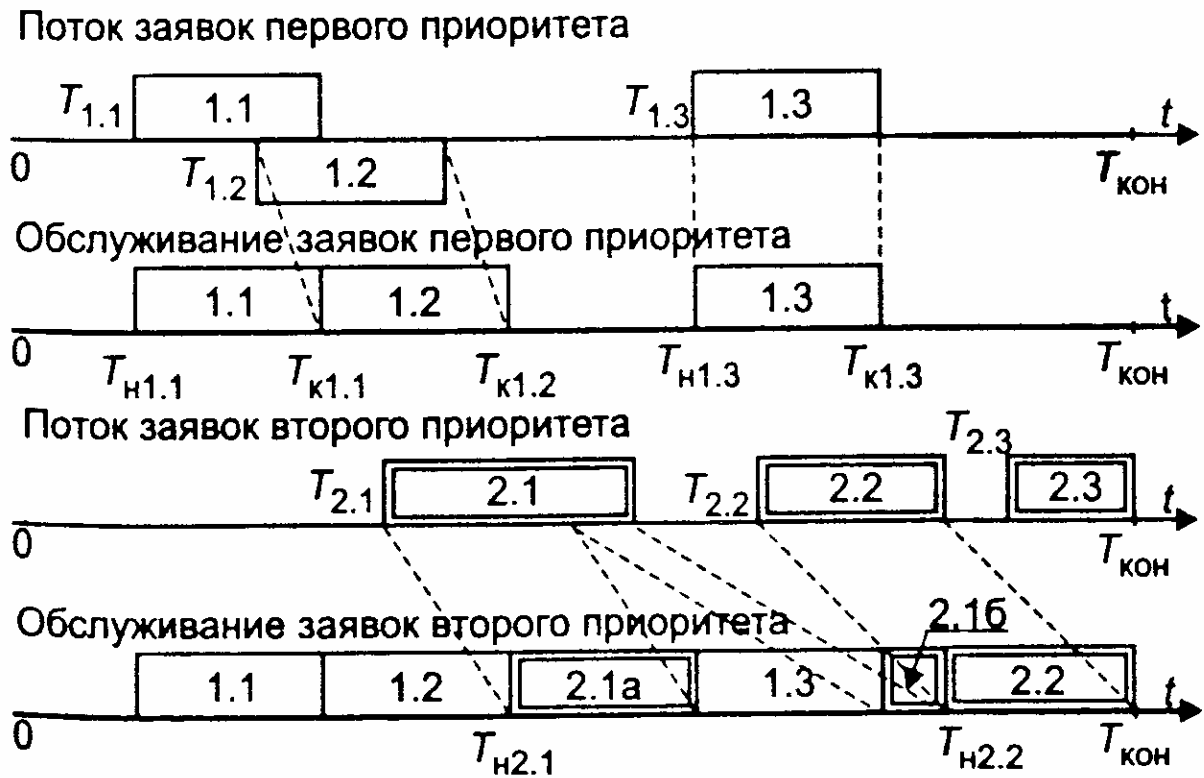 Поток заявок первого приоритета
T1.1 1.1 T1.3 1.3 t
0 T1.2 1.2 Tкон
Обслуживание заявок первого приоритета
1.1 1.2 1.3 t
0 Tн1.1 Tк1.1 Tк1.2 Tн1.3 Tк1.3 Tкон
Поток заявок второго приоритета
T2.3
T2.1 2.1 T2.2 2.2 2.3 t
0 Tкон
Обслуживание заявок второго приоритета 2.1б
1.1 1.2 2.1а 1.3 2.2 t
0 Tн2.1 Tн2.2 Tкон